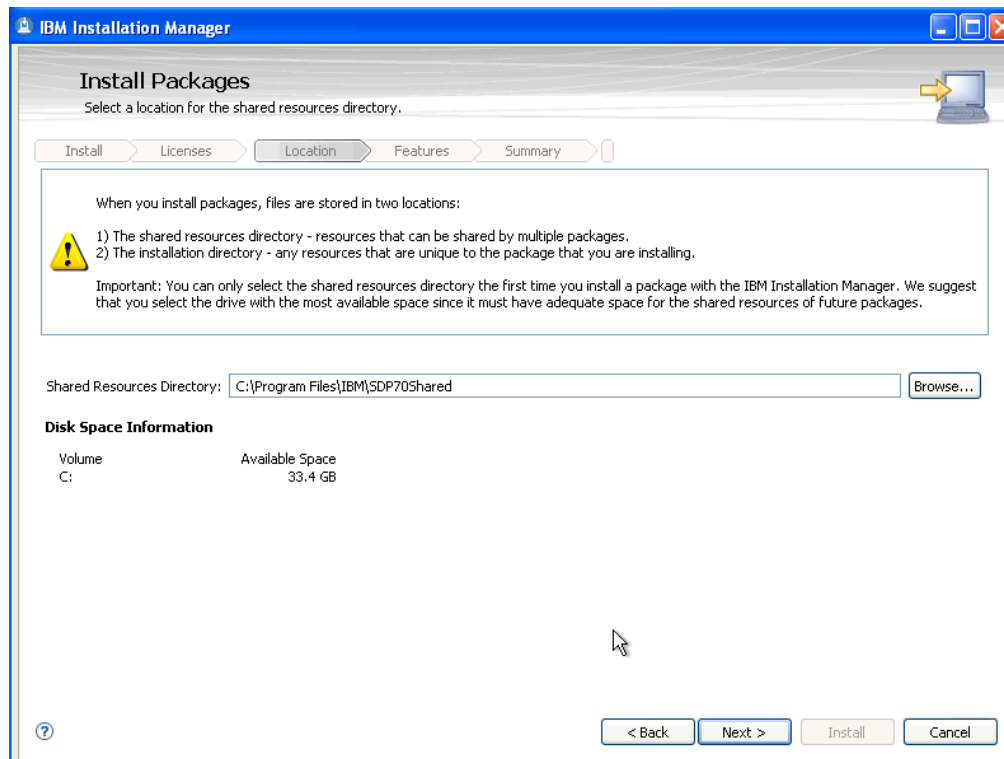 IBM Installation Manager
Install Packages
Select a location for the shared resources directory.
Install Licenses Location Features Summary
When you install packages, files are stored in two locations:
1) The shared resources directory - resources that can be shared by multiple packages.
2) The installation directory - any resources that are unique to the package that you are installing.
Important: You can only select the shared resources directory the first time you install a package with the IBM Installation Manager. We suggest
that you select the drive with the most available space since it must have adequate space for the shared resources of future packages.
Shared Resources Directory: C:\Program Files\IBM\SDP70Shared Browse...
Disk Space Information
Volume Available Space
C: 33.4 GB
? < Back Next > Install Cancel